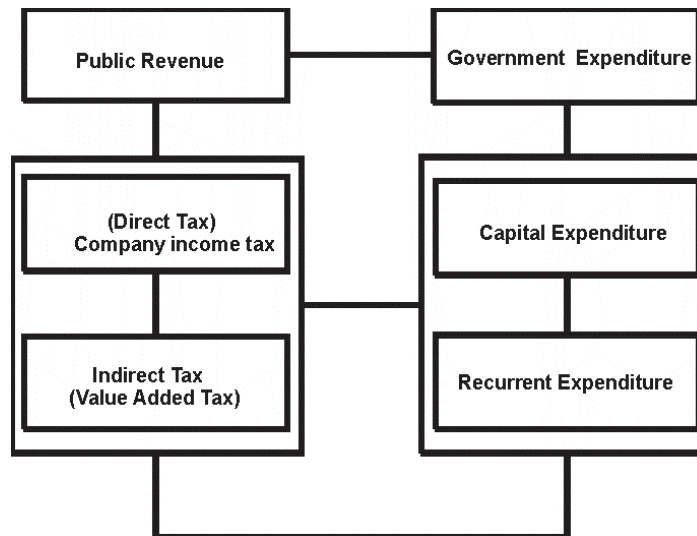 Public Revenue
Government Expenditure
(Direct Tax)
Company income tax
Capital Expenditure
Indirect Tax
(Value Added Tax)
Recurrent Expenditure